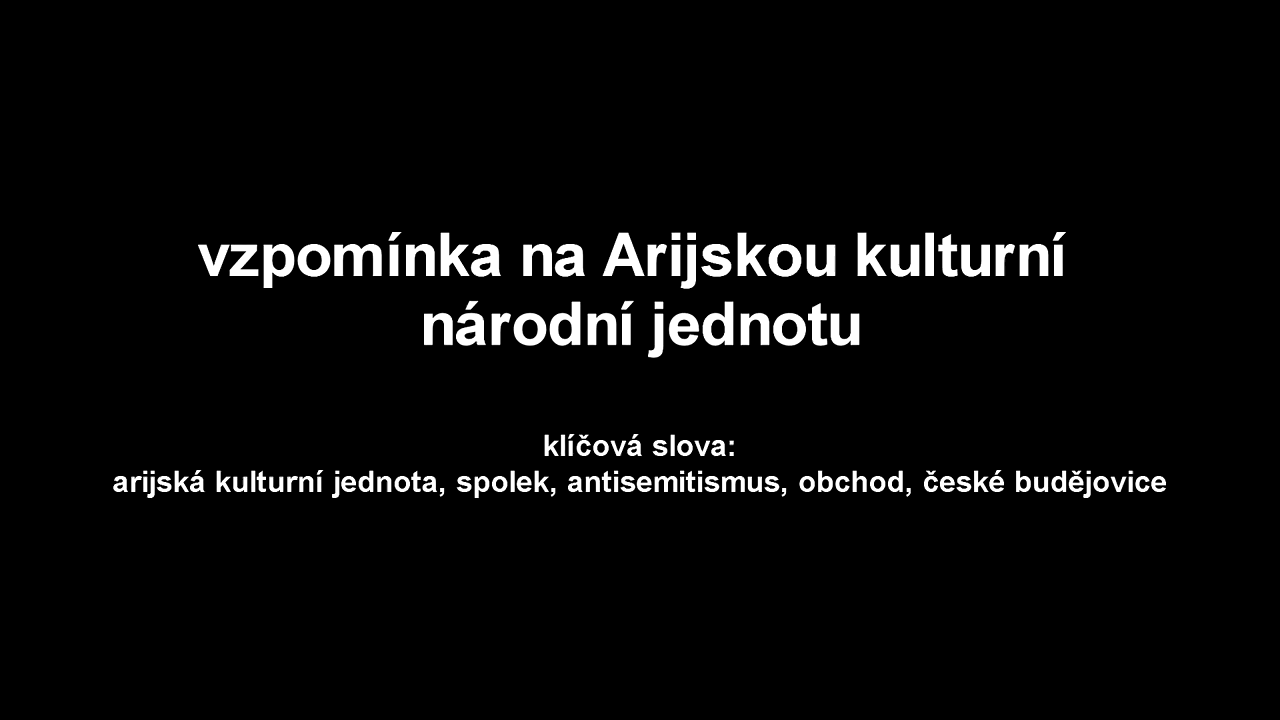 vzpomínka na Arijskou kulturní
národní jednotu
klíčová slova:
arijská kulturní jednota, spolek, antisemitismus, obchod, české budějovice